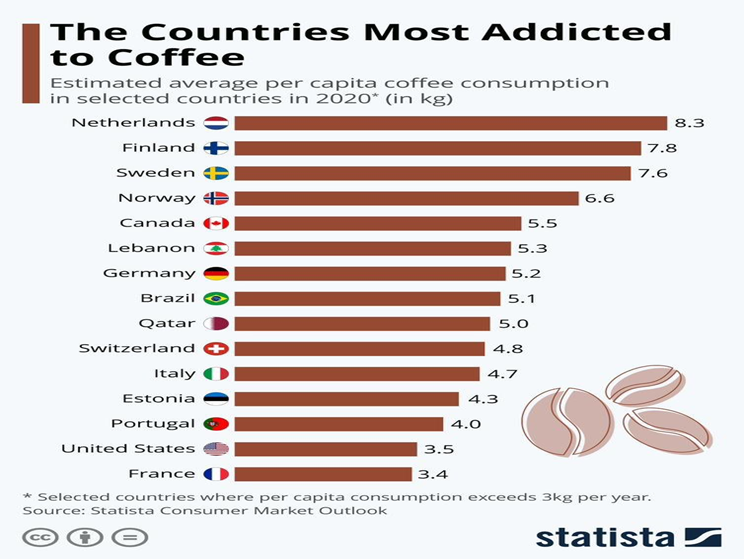 The Countries Most Addicted
to Coffee
Estimated average per capita coffee consumption
in selected countries in 2020* (in kg)
Netherlands 8.3
Finland 7.8
Sweden 7.6
Norway 6.6
Canada 5.5
Lebanon 5.3
Germany 5.2
Brazil 5.1
Qatar 5.0
Switzerland 4.8
Italy 4.7
Estonia 4.3
Portugal 4.0
United States 3.5
France 3.4
* Selected countries where per capita consumption exceeds 3kg per year.
Source: Statista Consumer Market Outlook
cc
statista